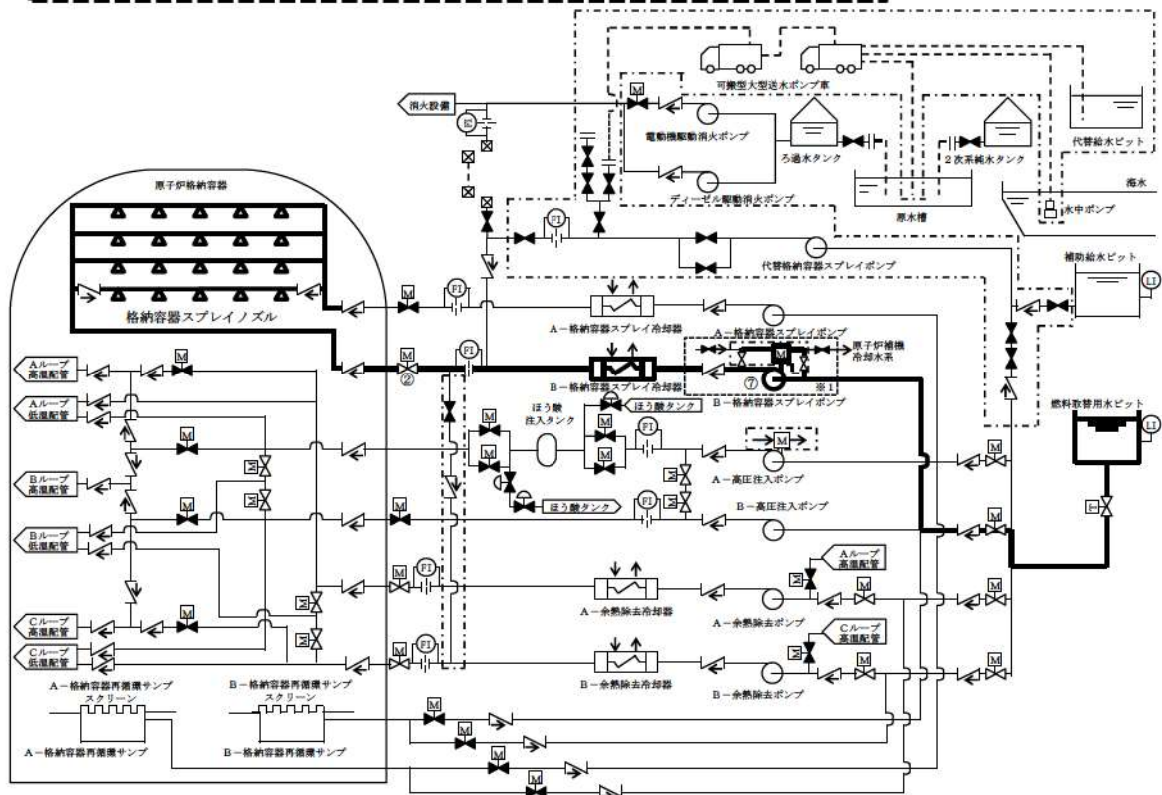 可搬型大型送水ポンプ車
消火設備
FI
M
電動機駆動消火ポンプ
ろ過水タンク
2次系純水タンク
代替給水ピット
原子炉格納容器
ディーゼル駆動消火ポンプ
原水槽
海水
水中ポンプ
FI
代替格納容器スプレイポンプ
補助給水ピット
LI
M
FI
格納容器スプレイノズル
A-格納容器スプレイ冷却器
A-格納容器スプレイポンプ
原子炉補機
冷却水系
M
FI
M
Aループ
高温配管
M
②
⑦
※1
B-格納容器スプレイ冷却器
B-格納容器スプレイポンプ
燃料取替用水ピット
LI
Aループ
低温配管
ほう酸
注入タンク
ほう酸タンク
M
M
M
FI
M
M
M
M
A-高圧注入ポンプ
M
Bループ
高温配管
M
M
M
M
ほう酸タンク
FI
M
B-高圧注入ポンプ
M
T
Bループ
低温配管
Aループ
高温配管
M
FI
M
M
M
M
A-余熱除去冷却器
A-余熱除去ポンプ
Cループ
高温配管
M
M
Cループ
高温配管
M
FI
M
M
M
Cループ
低温配管
B-余熱除去冷却器
B-余熱除去ポンプ
A-格納容器再循環サンプ
スクリーン
B-格納容器再循環サンプ
スクリーン
M
M
A-格納容器再循環サンプ
B-格納容器再循環サンプ
M
M